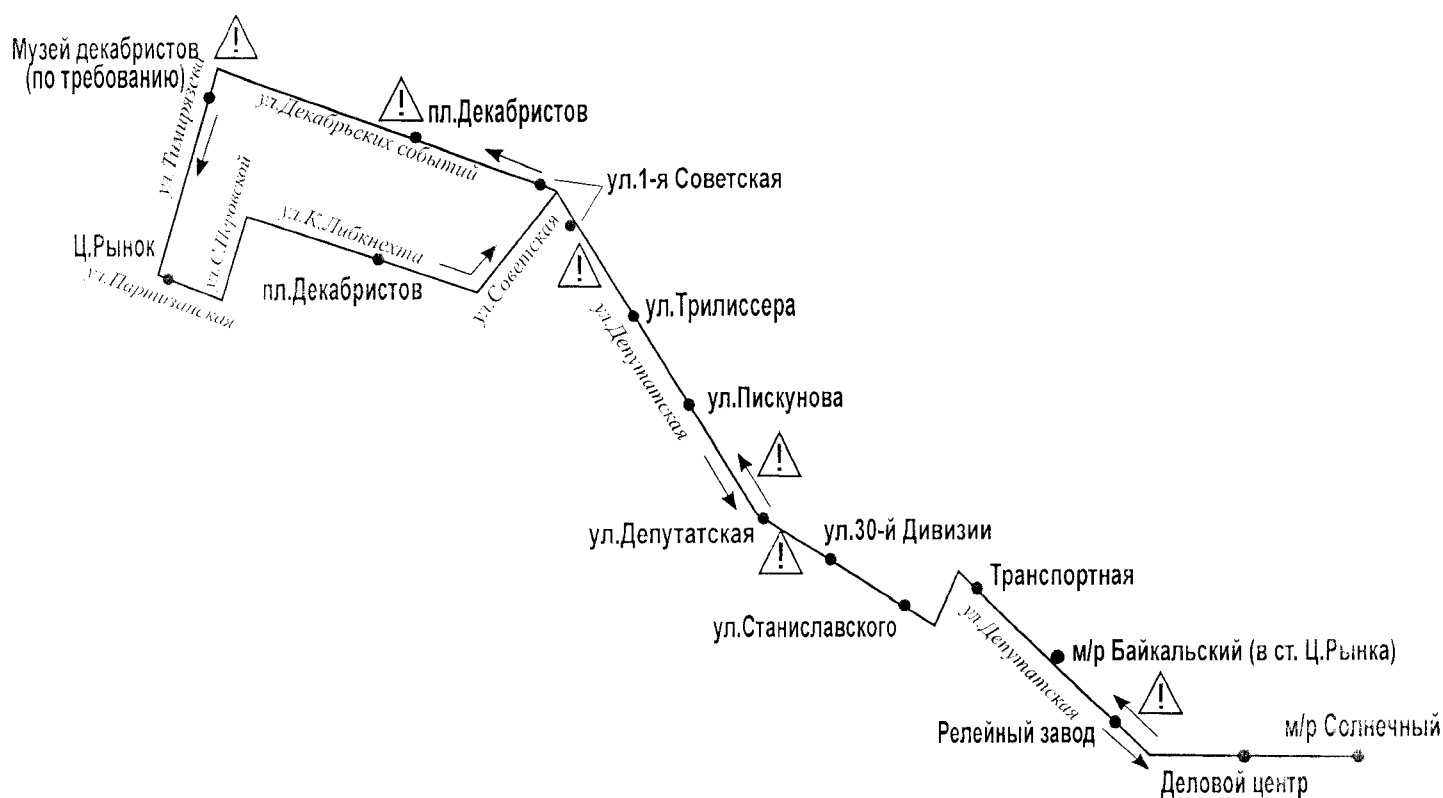 Музей декабристов
(по требованию)
!
ул.Тимирязева
!
пл.Декабристов
ул.Декабрьских событий
ул.1-я Советская
ул.С.Перовской
ул.К.Либкнехта
Ц.Рынок
ул.Партизанская
пл.Декабристов
ул.Советская
!
ул.Трилиссера
ул.Депутатская
ул.Пискунова
!
ул.Депутатская
!
ул.30-й Дивизии
Транспортная
ул.Станиславского
ул.Депутатская
м/р Байкальский (в ст. Ц.Рынка)
!
Релейный завод
м/р Солнечный
Деловой центр